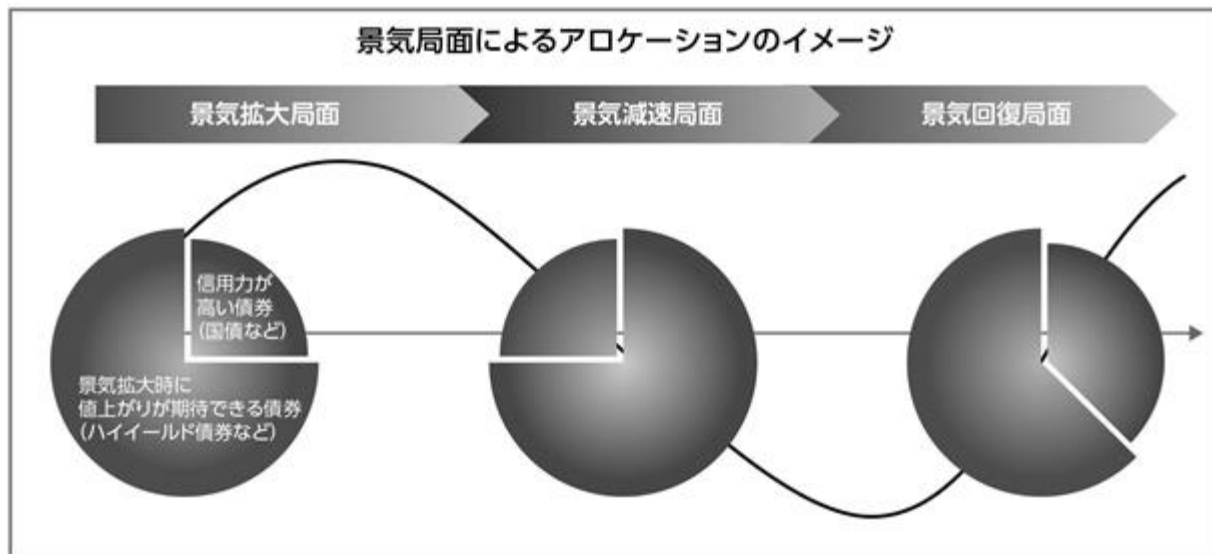 景気局面によるアロケーションのイメージ
景気拡大局面
景気減速局面
景気回復局面
信用力が
高い債券
(国債など)
景気拡大時に
値上がりが期待できる債券
(ハイイールド債券など)